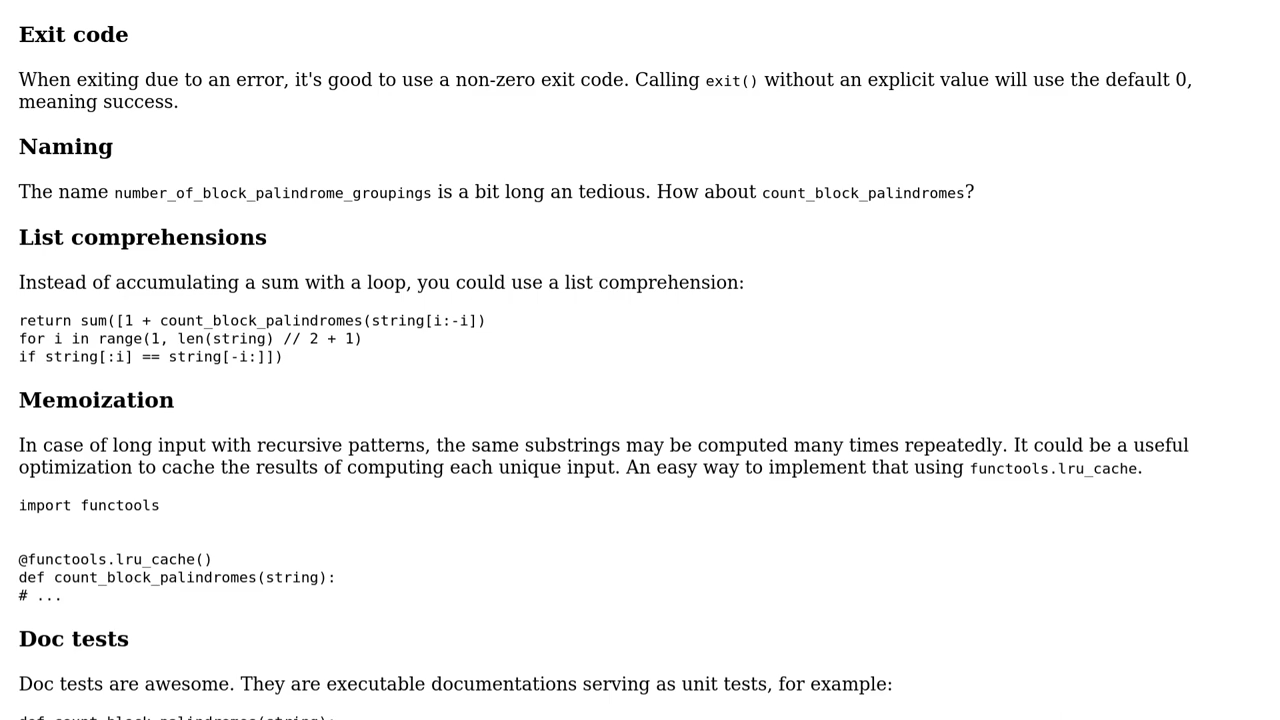 Exit code
When exiting due to an error, it's good to use a non-zero exit code. Calling exit() without an explicit value will use the default 0,
meaning success.
Naming
The name number_of_block_palindrome_groupings is a bit long an tedious. How about count_block_palindromes?
List comprehensions
Instead of accumulating a sum with a loop, you could use a list comprehension:
return sum([1 + count_block_palindromes(string[i:-i])
for i in range(1, len(string) // 2 + 1)
if string[:i] == string[-i:]])
Memoization
In case of long input with recursive patterns, the same substrings may be computed many times repeatedly. It could be a useful
optimization to cache the results of computing each unique input. An easy way to implement that using functools.lru_cache.
import functools
@functools.lru_cache()
def count_block_palindromes(string):
# ...
Doc tests
Doc tests are awesome. They are executable documentations serving as unit tests, for example:
def count_block_palindromes(string):